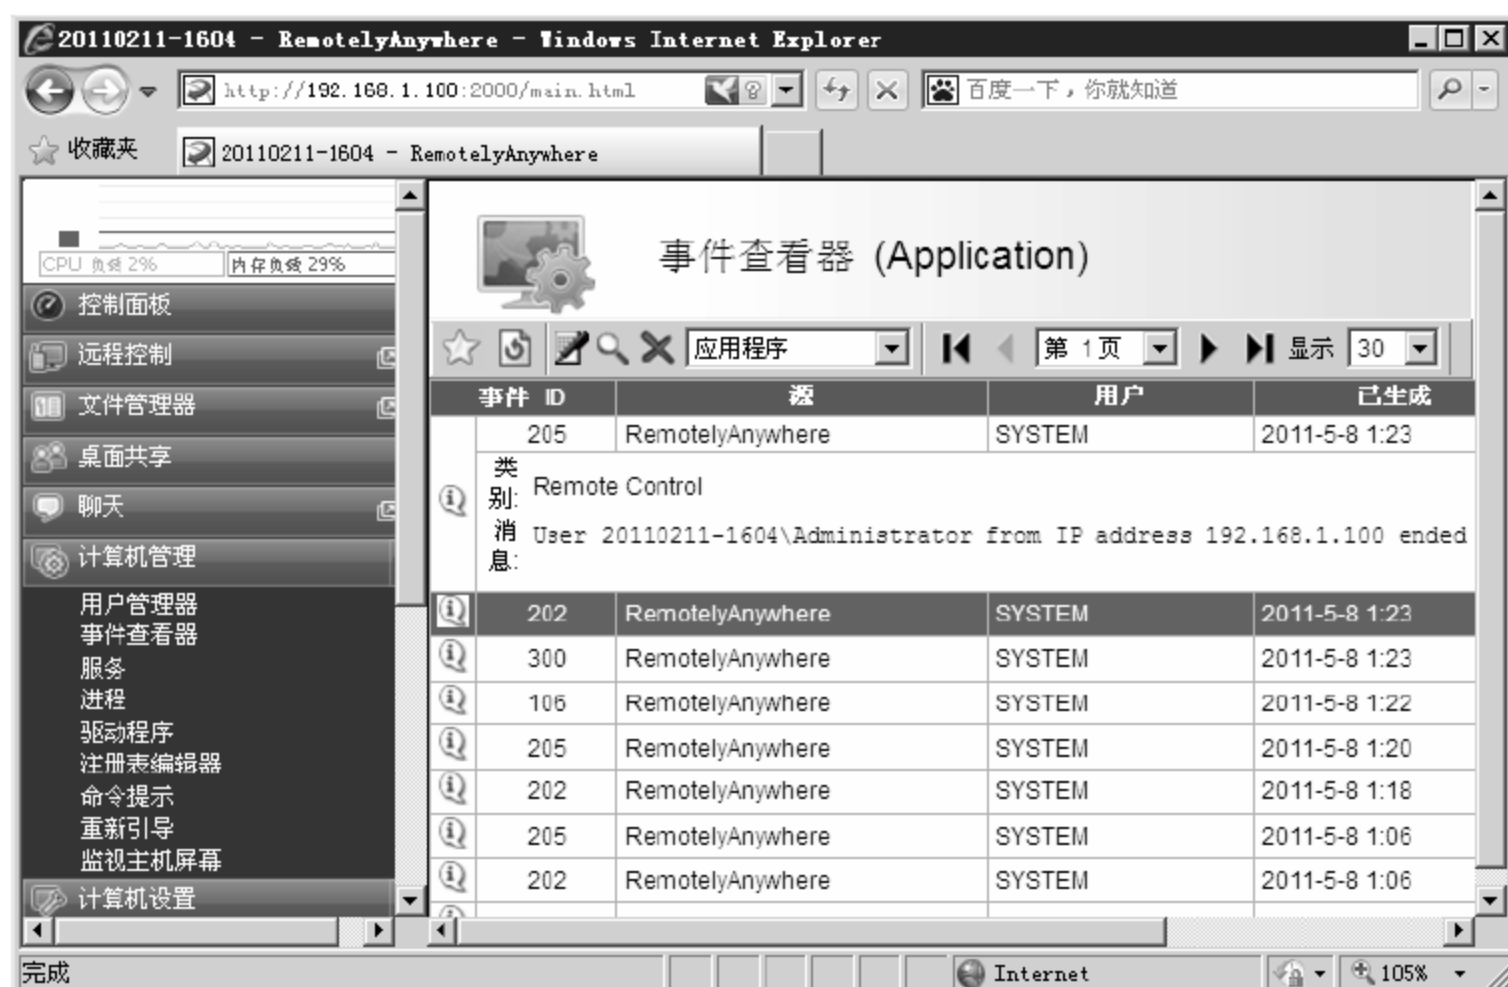 20110211-1604 - RemotelyAnywhere - Windows Internet Explorer
http://192.168.1.100:2000/main.html
百度一下，你就知道
收藏夹
20110211-1604 - RemotelyAnywhere
CPU 负线 2%
内存负线 29%
控制面板
远程控制
文件管理器
桌面共享
聊天
计算机管理
用户管理器
事件查看器
服务
进程
驱动程序
注册表编辑器
命令提示
重新引导
监视主机屏幕
计算机设置
事件查看器 (Application)
应用程序
第 1页
显示 30
事件 ID 源 用户 已生成
205 RemotelyAnywhere SYSTEM 2011-5-8 1:23
类别: Remote Control
消息: User 20110211-1604\Administrator from IP address 192.168.1.100 ended
202 RemotelyAnywhere SYSTEM 2011-5-8 1:23
300 RemotelyAnywhere SYSTEM 2011-5-8 1:23
106 RemotelyAnywhere SYSTEM 2011-5-8 1:22
205 RemotelyAnywhere SYSTEM 2011-5-8 1:20
202 RemotelyAnywhere SYSTEM 2011-5-8 1:18
205 RemotelyAnywhere SYSTEM 2011-5-8 1:06
202 RemotelyAnywhere SYSTEM 2011-5-8 1:06
完成
Internet
105%